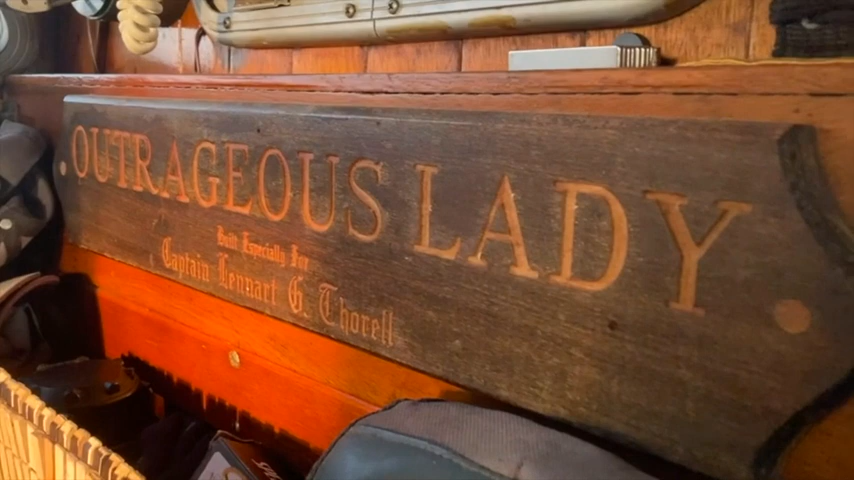 OUTRAGEOUS LADY
Built Especially For
Captain Lennart G. Thorell